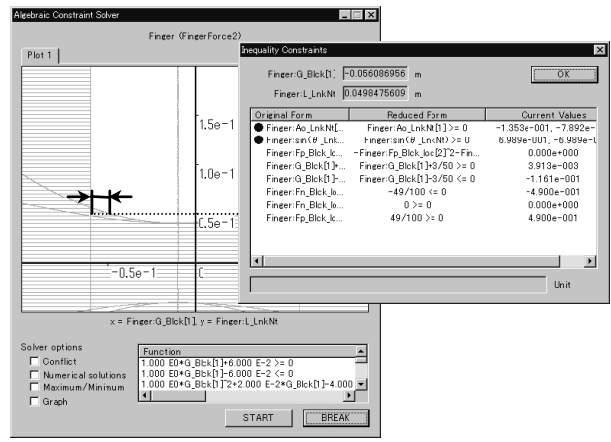 Algebraic Constraint Solver
Finger (FingerForce2)
Plot 1
1.5e-1
1.0e-1
0.5e-1
-0.5e-1
x = Finger:G_Blck[1], y = Finger:L_LnkNt
Solver options
Conflict
Numerical solutions
Maximum/Minimum
Graph
Function
1.000 E0*G_Blck[1]+6.000 E-2 >= 0
1.000 E0*G_Blck[1]-6.000 E-2 <= 0
1.000 E0*G_Blck[1]^2+2.000 E-2*G_Blck[1]-4.000
START
BREAK
Inequality Constraints
Finger:G_Blck[1] -0.056086956 m
OK
Finger:L_LnkNt 0.0498475609 m
Original Form Reduced Form Current Values
Finger:Ao_LnkNt[... Finger:Ao_LnkNt[1] >= 0 -1.353e-001, -7.892e-
Finger:sin(θ_Lnk... Finger:sin(θ_LnkNt) >= 0 6.989e-001, -6.989e-0
Finger:Fp_Blck_lc... -Finger:Fp_Blck_loc[2]^2-Fin... 0.000e+000
Finger:G_Blck[1]+... Finger:G_Blck[1]+3/50 >= 0 3.913e-003
Finger:G_Blck[1]-... Finger:G_Blck[1]-3/50 <= 0 -1.161e-001
Finger:Fn_Blck_lo... -49/100 <= 0 -4.900e-001
Finger:Fn_Blck_lo... 0 >= 0 0.000e+000
Finger:Fp_Blck_lc... 49/100 >= 0 4.900e-001
Unit